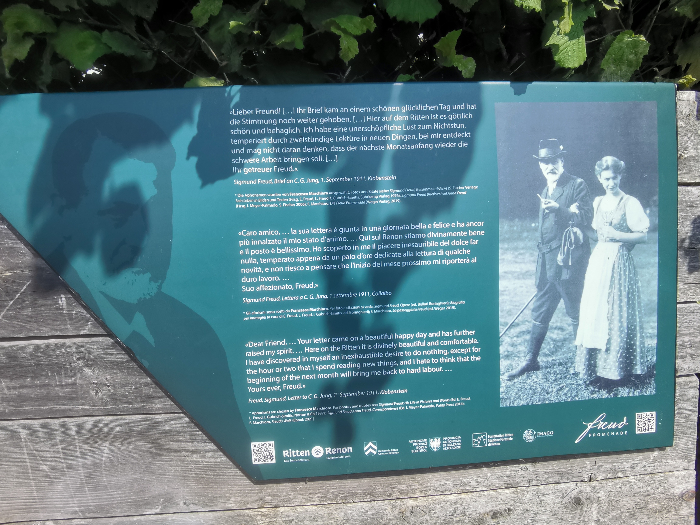 «Lieber Freund! [...] Ihr Brief kam an einem schönen glücklichen Tag und hat
die Stimmung noch weiter gehoben. [...] Hier auf dem Ritten ist es göttlich
schön und behaglich. Ich habe eine unerschöpfliche Lust zum Nichtstun,
temperiert durch zweistündige Lektüre in neuen Dingen, bei mir entdeckt
und mag nicht daran denken, dass der nächste Monatsanfang wieder die
schwere Arbeit bringen soll. [...]
Ihr getreuer Freud.»
Sigmund Freud, Brief an C. G. Jung, 1. September 1911, Klobenstein
«Caro amico, ... la sua lettera è giunta in una giornata bella e felice e ha ancor
più innalzato il mio stato d'animo. ... Qui sul Renon stiamo divinamente bene
e il posto è bellissimo. Ho scoperto in me il piacere inesauribile del dolce far
nulla, temperato appena di un paio d'ore dedicate alla lettura di qualche
novità, e non riesco a pensare che l'inizio del mese prossimo mi riporterà al
duro lavoro. ...
Suo affezionato, Freud.»
Sigmund Freud, Lettera a C. G. Jung, 1 settembre 1911, Collalbo
«Dear Friend, ... Your letter came on a beautiful happy day and has further
raised my spirit. ... Here on the Ritten it is divinely beautiful and comfortable.
I have discovered in myself an inexhaustible desire to do nothing, except for
the hour or two that I spend reading new things, and I hate to think that the
beginning of the next month will bring me back to hard labour. ...
Yours ever, Freud.»
Freud, Sigmund: Letter to C. G. Jung, 1 September 1911, Klobenstein
Ritten Renon
freud
PROMENADE